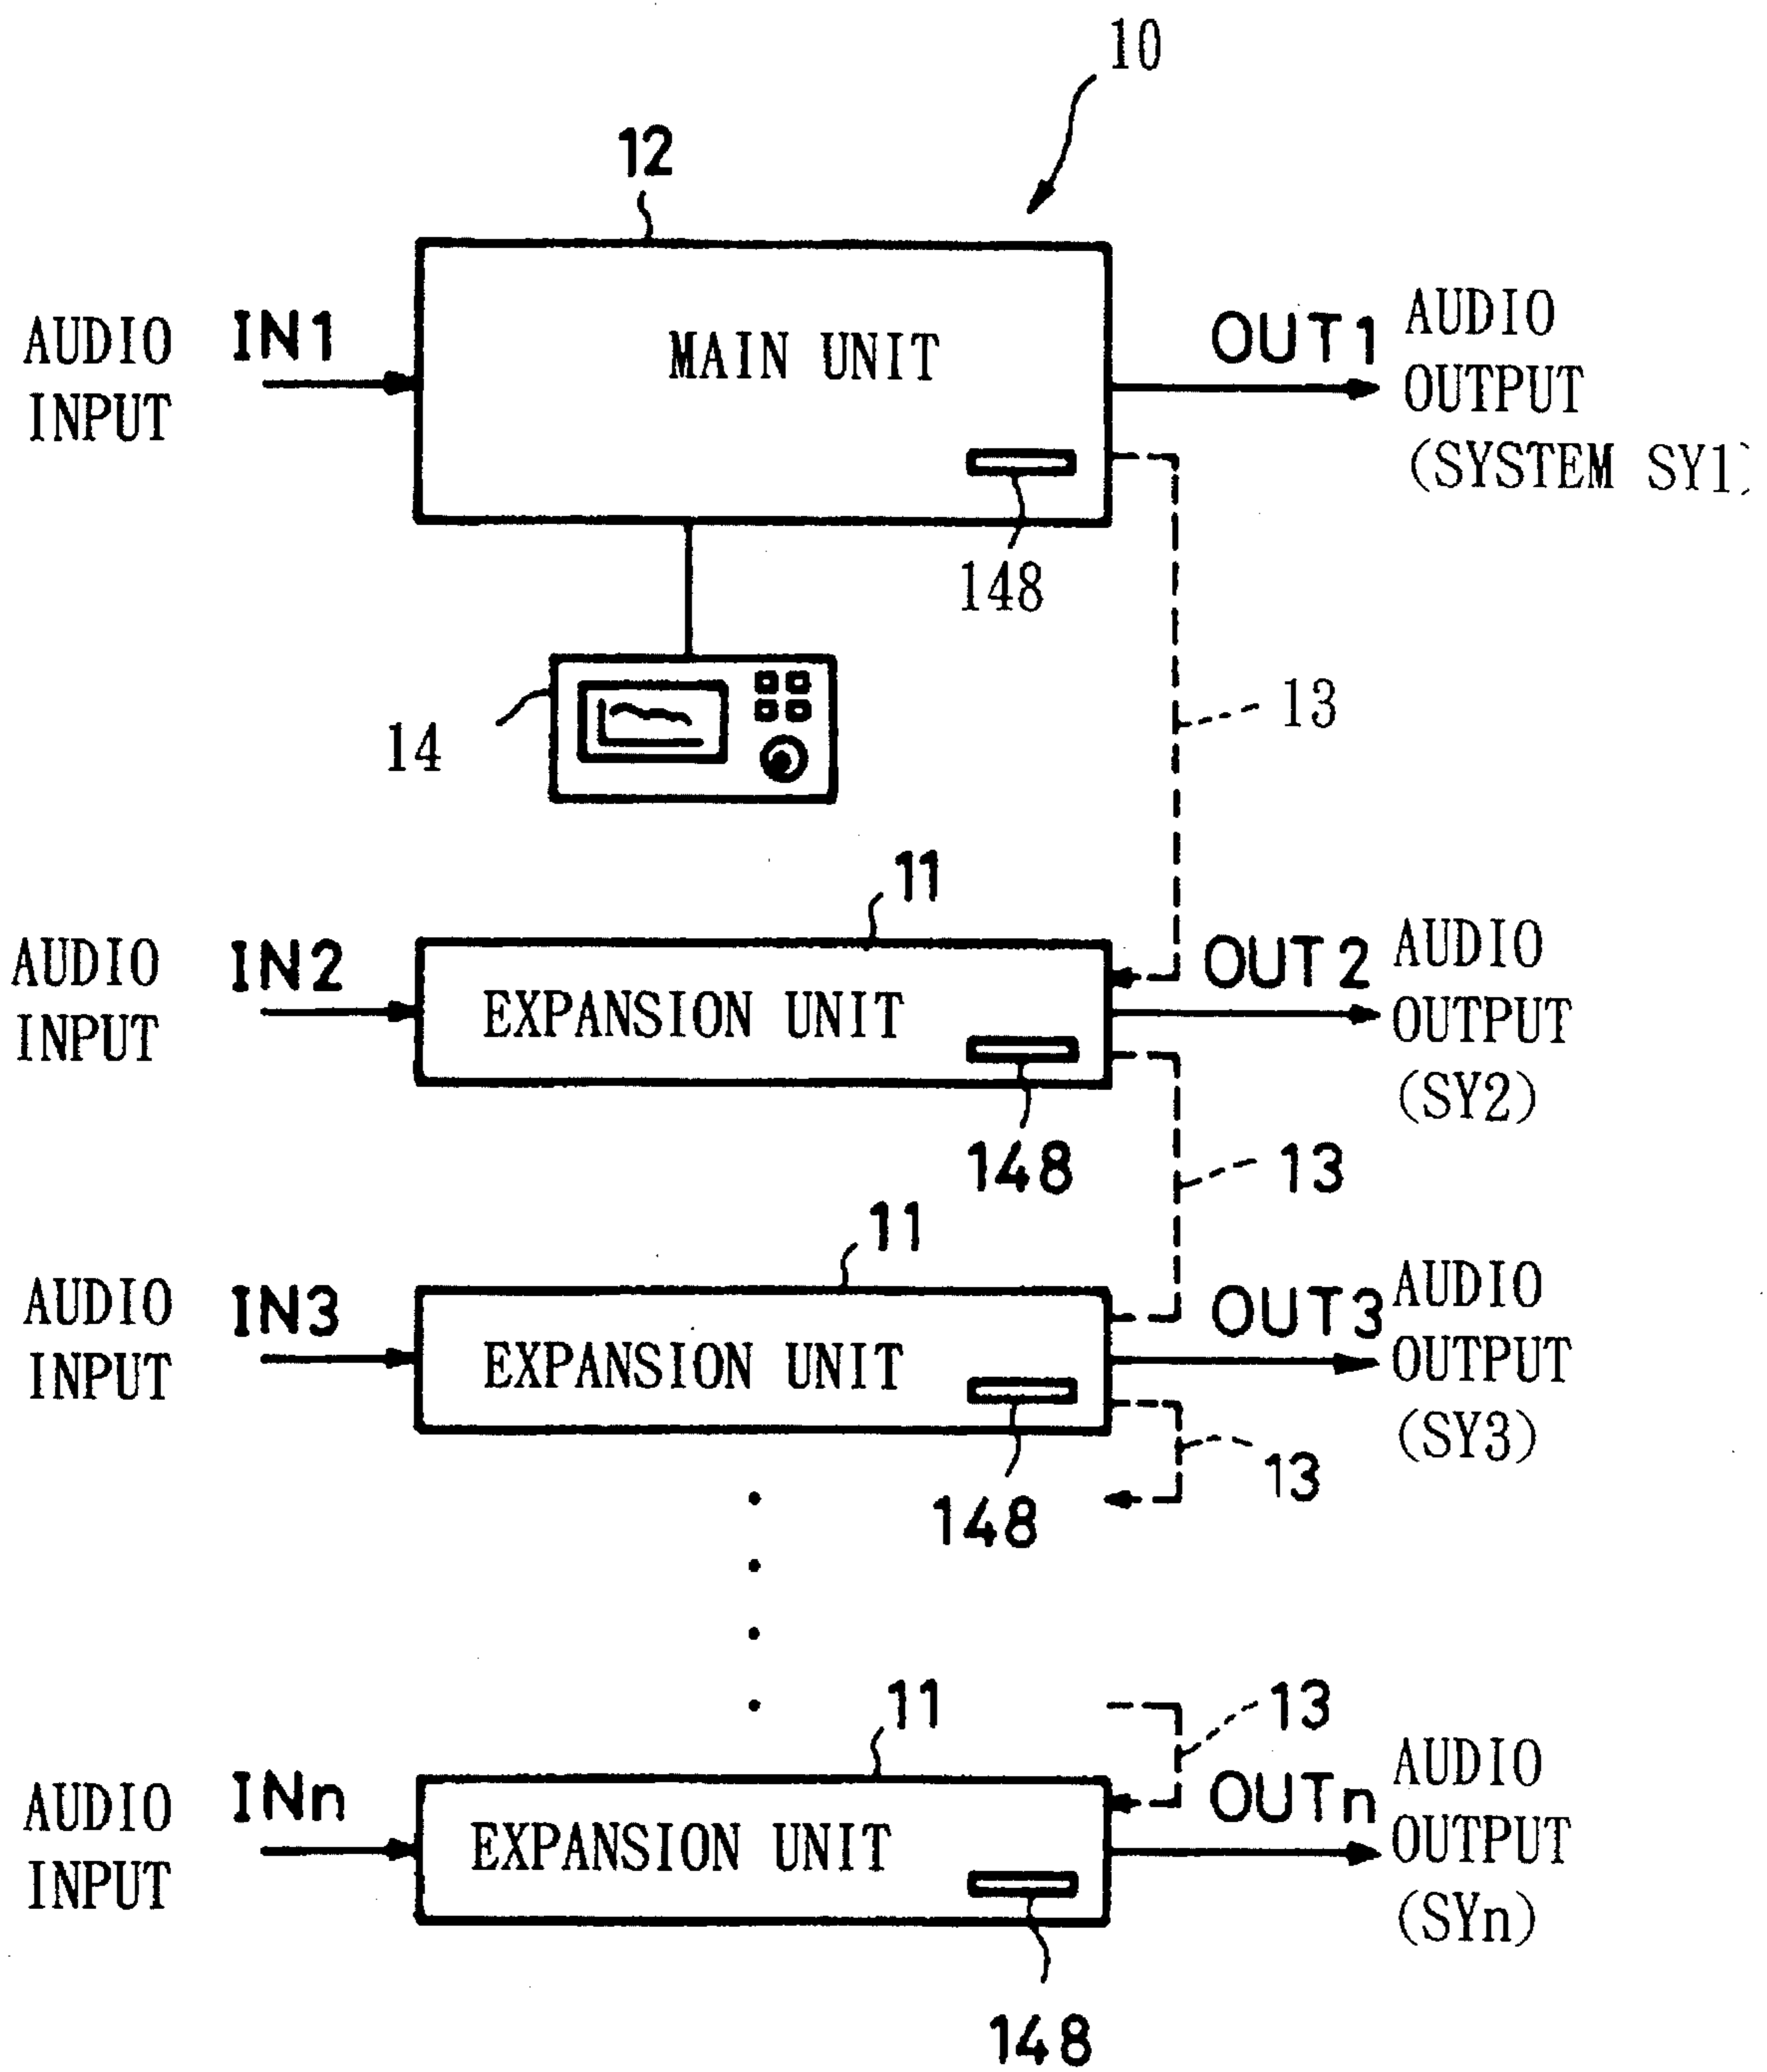 10
12
AUDIO INPUT
IN1
MAIN UNIT
OUT1
AUDIO OUTPUT (SYSTEM SY1)
148
13
14
11
AUDIO INPUT
IN2
EXPANSION UNIT
OUT2
AUDIO OUTPUT (SY2)
148
13
11
AUDIO INPUT
IN3
EXPANSION UNIT
OUT3
AUDIO OUTPUT (SY3)
148
13
11
13
AUDIO INPUT
INn
EXPANSION UNIT
OUTn
AUDIO OUTPUT (SYn)
148